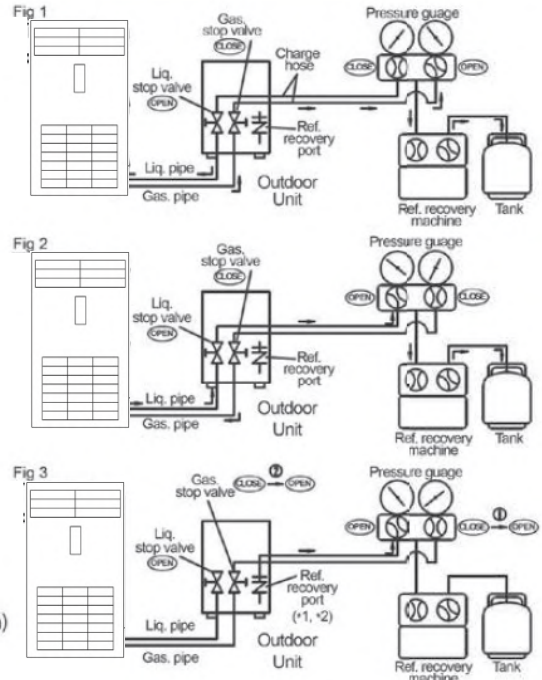 Fig 1
Pressure guage
Gas.
stop valve
CLOSE
Charge
hose
CLOSE
OPEN
Liq.
stop valve
OPEN
Ref.
recovery
port
Liq. pipe
Gas. pipe
Outdoor
Unit
Ref. recovery
machine
Tank
Fig 2
Pressure guage
Gas.
stop valve
CLOSE
OPEN
CLOSE
Liq.
stop valve
OPEN
Ref.
recovery
port
Liq. pipe
Gas. pipe
Outdoor
Unit
Ref. recovery
machine
Tank
Fig 3
Pressure guage
②
Gas.
stop valve
CLOSE OPEN
①
OPEN
CLOSE OPEN
Liq.
stop valve
OPEN
Ref.
recovery
port
(*1, *2)
Liq. pipe
Gas. pipe
Outdoor
Unit
Ref. recovery
machine
Tank